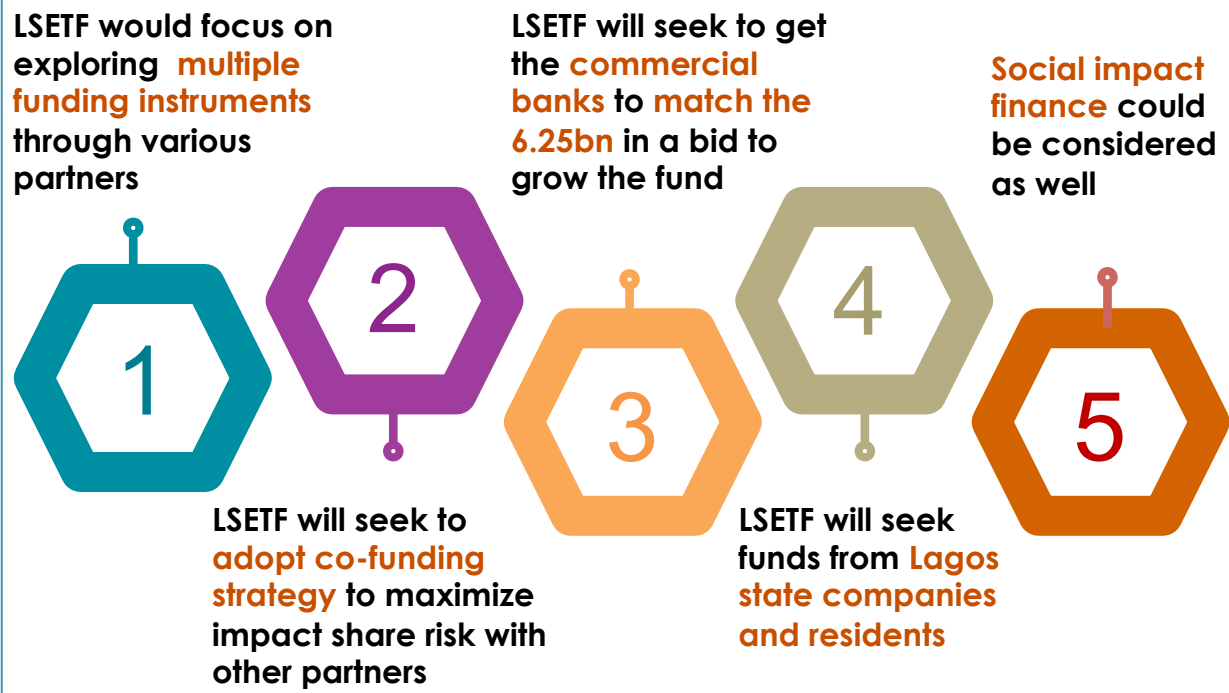 LSETF would focus on
exploring multiple
funding instruments
through various
partners
1
2
LSETF will seek to
adopt co-funding
strategy to maximize
impact share risk with
other partners
LSETF will seek to get
the commercial
banks to match the
6.25bn in a bid to
grow the fund
3
4
LSETF will seek
funds from Lagos
state companies
and residents
Social impact
finance could
be considered
as well
5